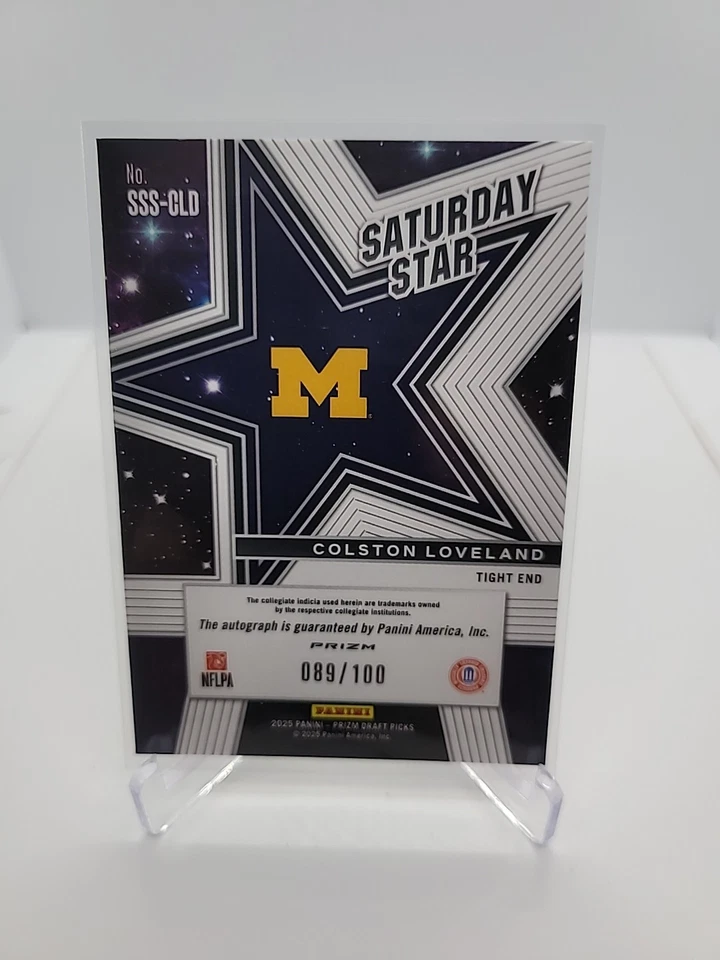 No.
SSS-CLD
SATURDAY
STAR
M
COLSTON LOVELAND
TIGHT END
The collegiate indicia used herein are trademarks owned
by the respective collegiate institutions.
The autograph is guaranteed by Panini America, Inc.
PRIZM
089/100
NFLPA
PANINI
2025 PANINI – PRIZM DRAFT PICKS
© 2025 Panini America, Inc.